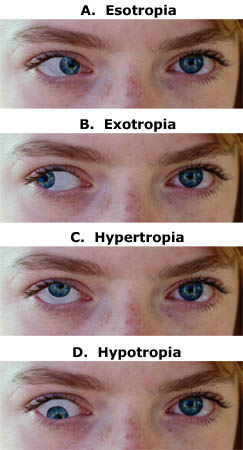 A. Esotropia
B. Exotropia
C. Hypertropia
D. Hypotropia